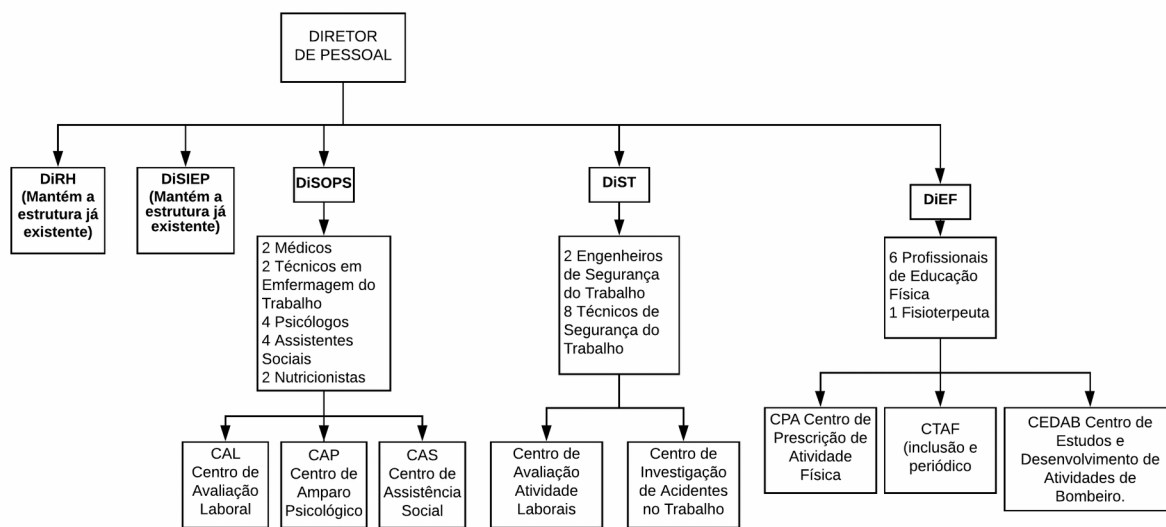 DIRETOR
DE PESSOAL
DiRH
(Mantém a
estrutura já
existente)
DiSIEP
(Mantém a
estrutura já
existente)
DiSOPS
DiST
DiEF
2 Médicos
2 Técnicos em
Emfermagem do
Trabalho
4 Psicólogos
4 Assistentes
Sociais
2 Nutricionistas
2 Engenheiros
de Segurança
do Trabalho
8 Técnicos de
Segurança do
Trabalho
6 Profissionais
de Educação
Física
1 Fisioterpeuta
CAL
Centro de
Avaliação
Laboral
CAP
Centro de
Amparo
Psicológico
CAS
Centro de
Assistência
Social
Centro de
Avaliação
Atividade
Laborais
Centro de
Investigação
de Acidentes
no Trabalho
CPA Centro de
Prescrição de
Atividade
Física
CTAF
(inclusão e
periódico
CEDAB Centro de
Estudos e
Desenvolvimento de
Atividades de
Bombeiro.